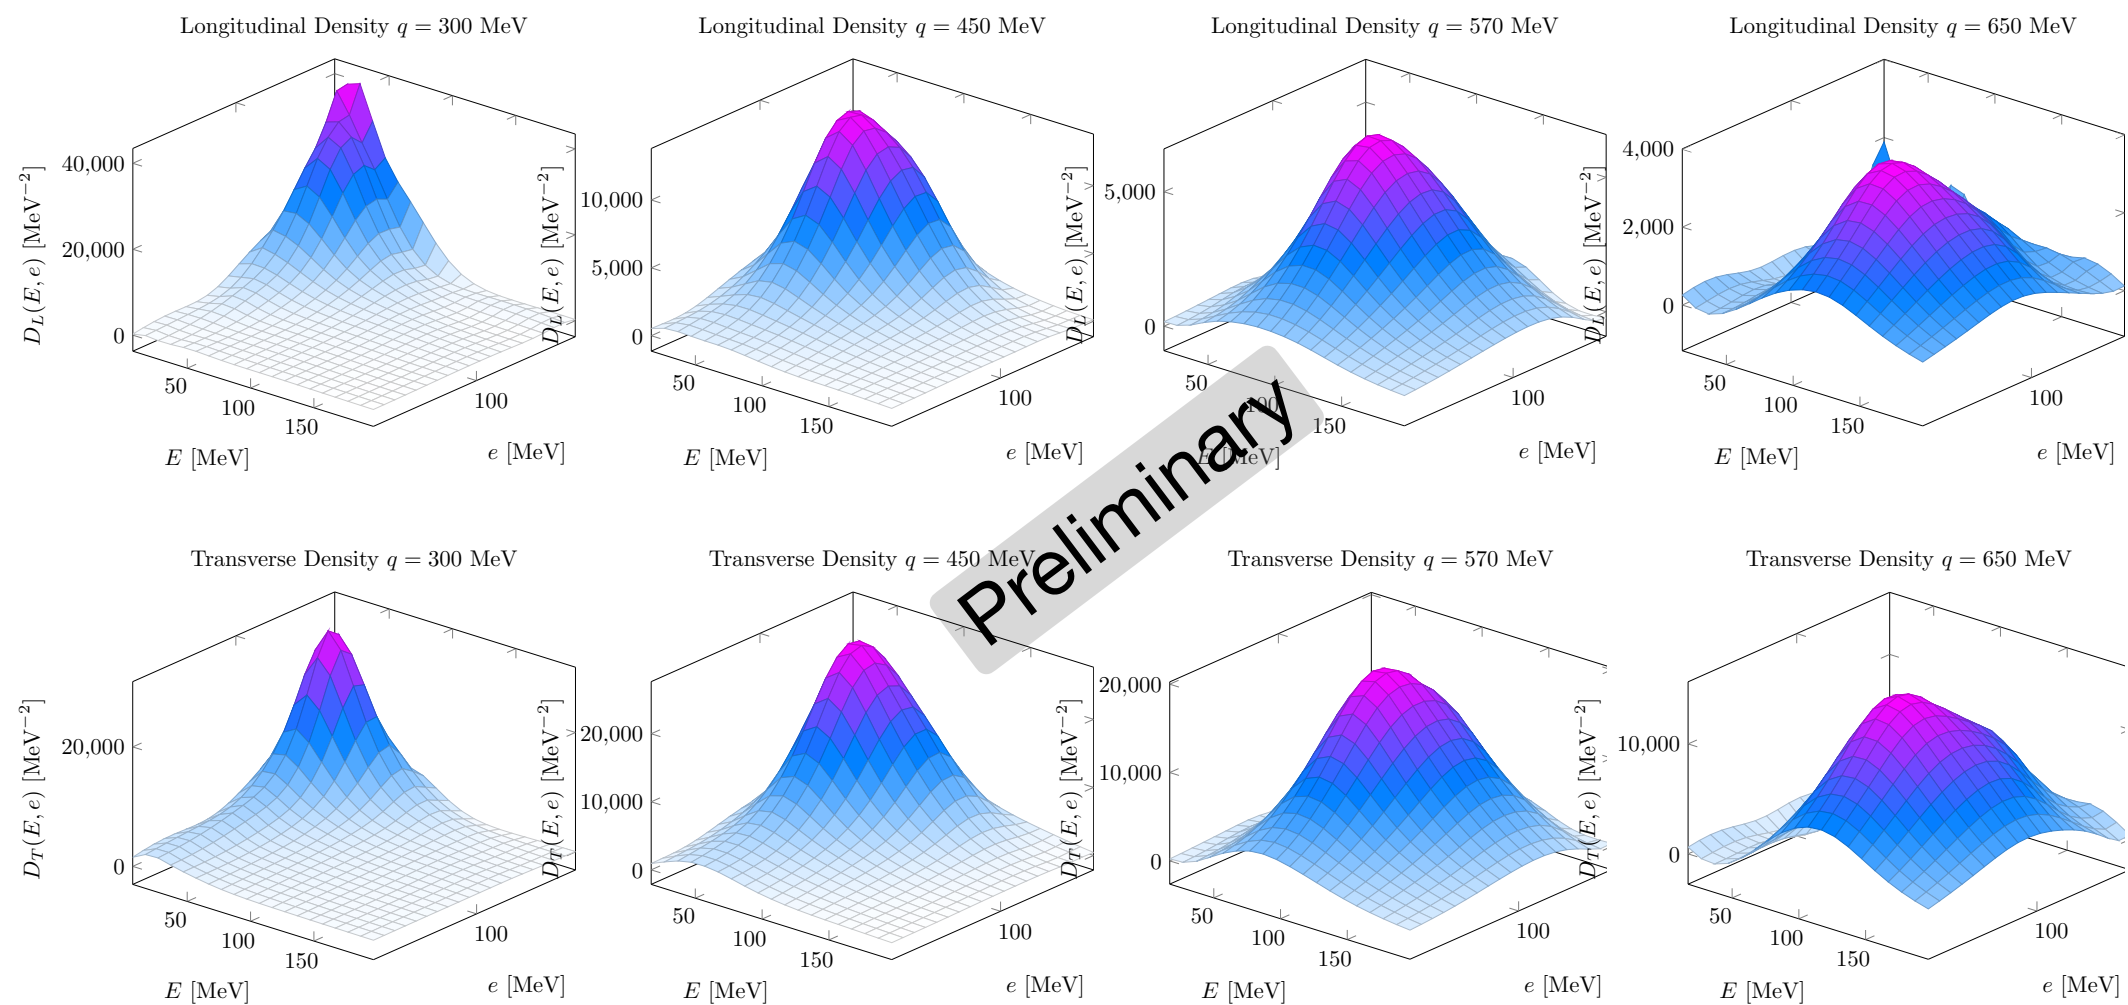 Longitudinal Density q = 300 MeV
Longitudinal Density q = 450 MeV
Longitudinal Density q = 570 MeV
Longitudinal Density q = 650 MeV
D_L(E, e) [MeV⁻²]
40,000
20,000
0
50
100
150
E [MeV]
100
e [MeV]
D_L(E, e) [MeV⁻²]
10,000
5,000
0
50
100
150
E [MeV]
100
e [MeV]
D_L(E, e) [MeV⁻²]
5,000
0
50
100
150
E [MeV]
100
e [MeV]
D_L(E, e) [MeV⁻²]
4,000
2,000
0
50
100
150
E [MeV]
100
e [MeV]
Preliminary
Transverse Density q = 300 MeV
Transverse Density q = 450 MeV
Transverse Density q = 570 MeV
Transverse Density q = 650 MeV
D_T(E, e) [MeV⁻²]
20,000
0
50
100
150
E [MeV]
100
e [MeV]
D_T(E, e) [MeV⁻²]
20,000
10,000
0
50
100
150
E [MeV]
100
e [MeV]
D_T(E, e) [MeV⁻²]
20,000
10,000
0
50
100
150
E [MeV]
100
e [MeV]
D_T(E, e) [MeV⁻²]
10,000
0
50
100
150
E [MeV]
100
e [MeV]